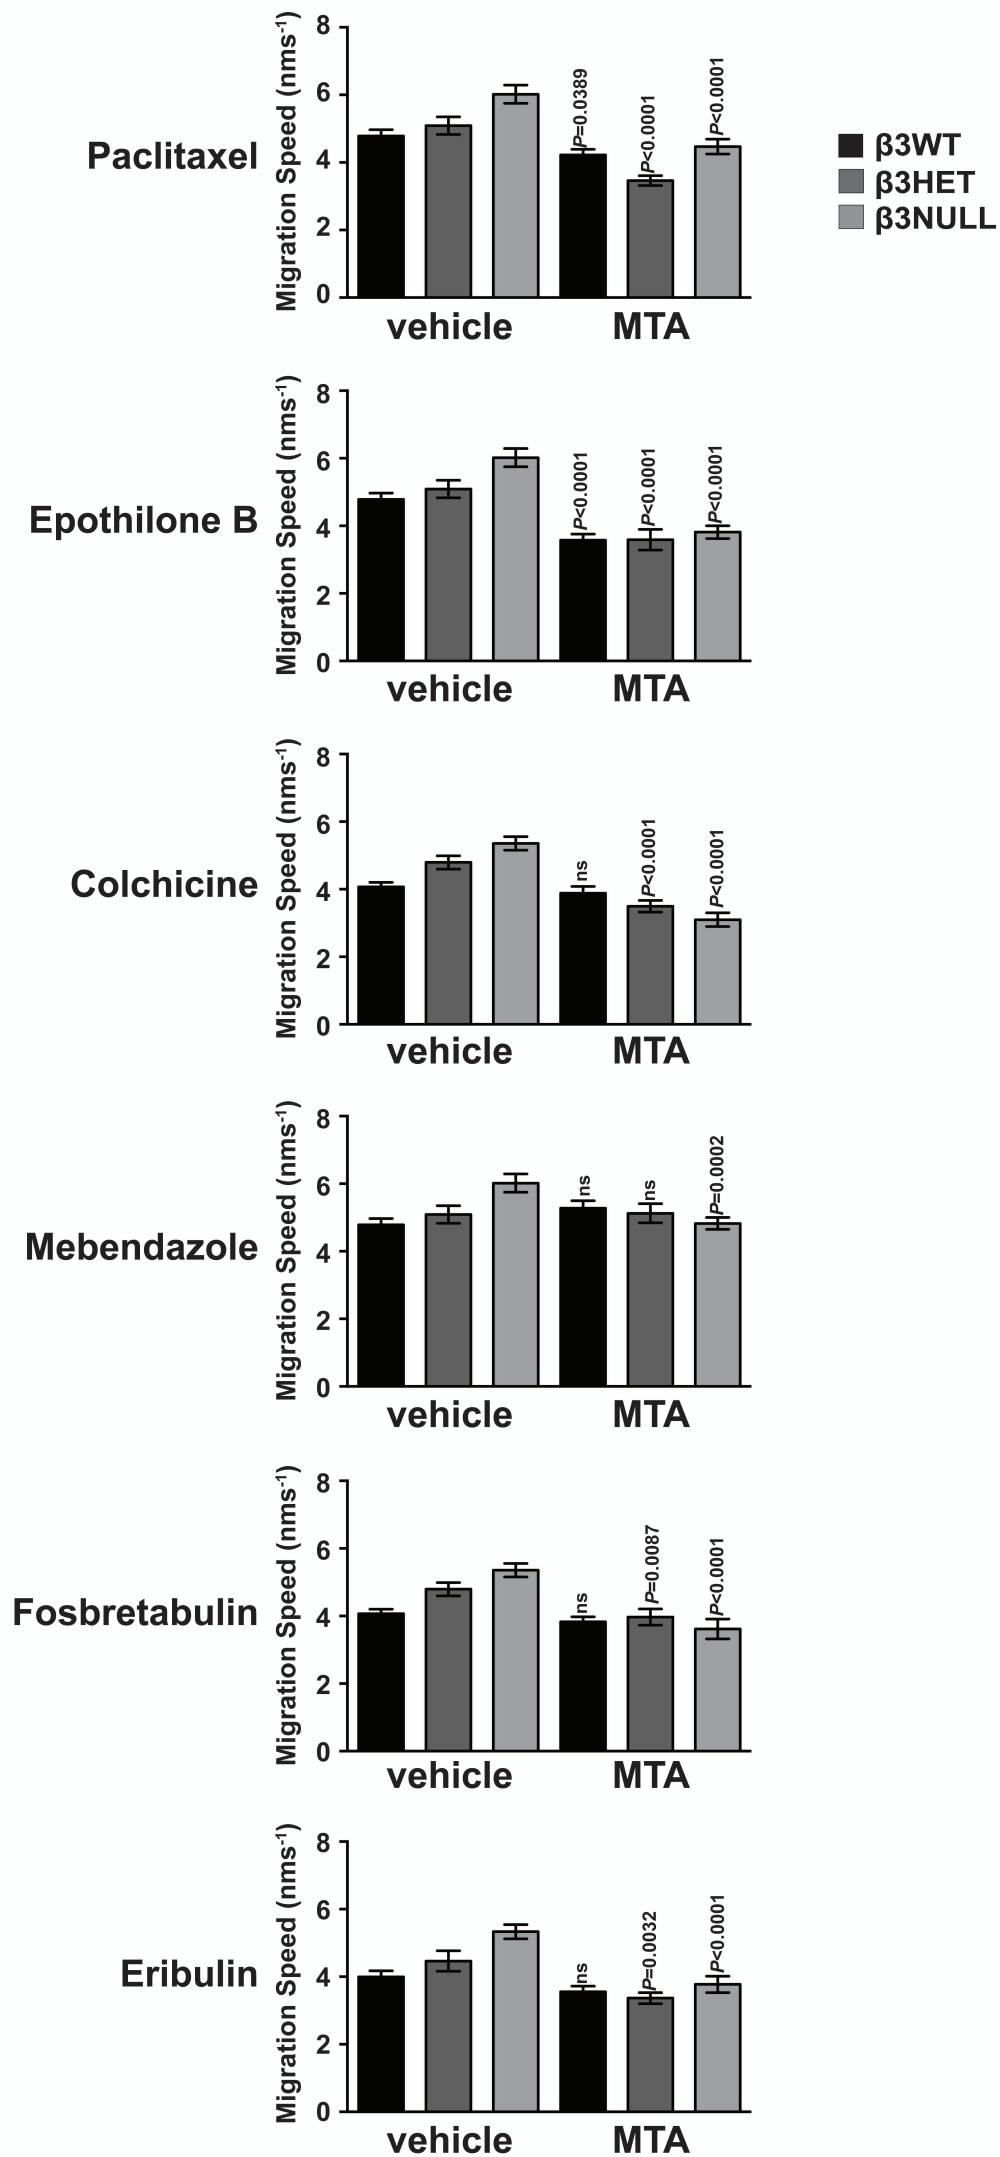 Paclitaxel
Migration Speed (nms-1)
8
6
4
2
0
P=0.0389
P<0.0001
P<0.0001
vehicle
MTA
β3WT
β3HET
β3NULL
Epothilone B
Migration Speed (nms-1)
8
6
4
2
0
P<0.0001
P<0.0001
P<0.0001
vehicle
MTA
Colchicine
Migration Speed (nms-1)
8
6
4
2
0
ns
P<0.0001
P<0.0001
vehicle
MTA
Mebendazole
Migration Speed (nms-1)
8
6
4
2
0
ns
ns
P=0.0002
vehicle
MTA
Fosbretabulin
Migration Speed (nms-1)
8
6
4
2
0
ns
P=0.0087
P<0.0001
vehicle
MTA
Eribulin
Migration Speed (nms-1)
8
6
4
2
0
ns
P=0.0032
P<0.0001
vehicle
MTA